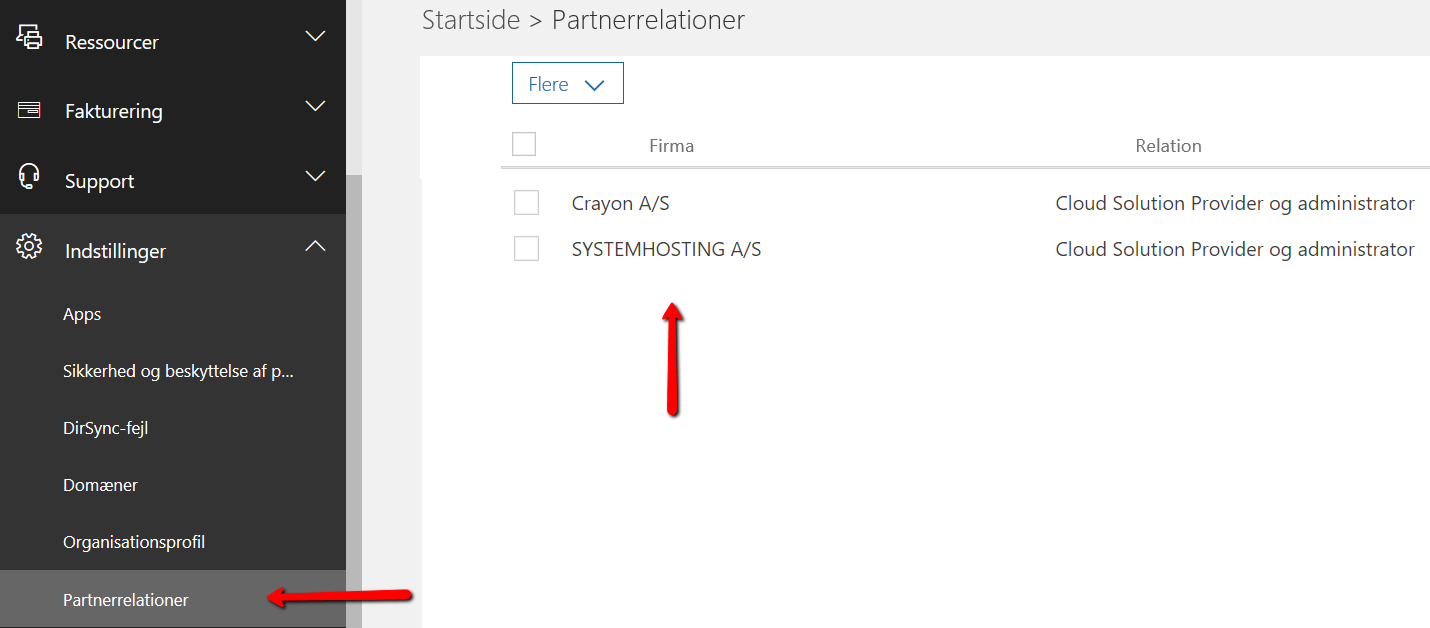 Ressourcer
Fakturering
Support
Indstillinger
Apps
Sikkerhed og beskyttelse af p...
DirSync-fejl
Domæner
Organisationsprofil
Partnerrelationer
Startside > Partnerrelationer
Flere
Firma Relation
Crayon A/S Cloud Solution Provider og administrator
SYSTEMHOSTING A/S Cloud Solution Provider og administrator